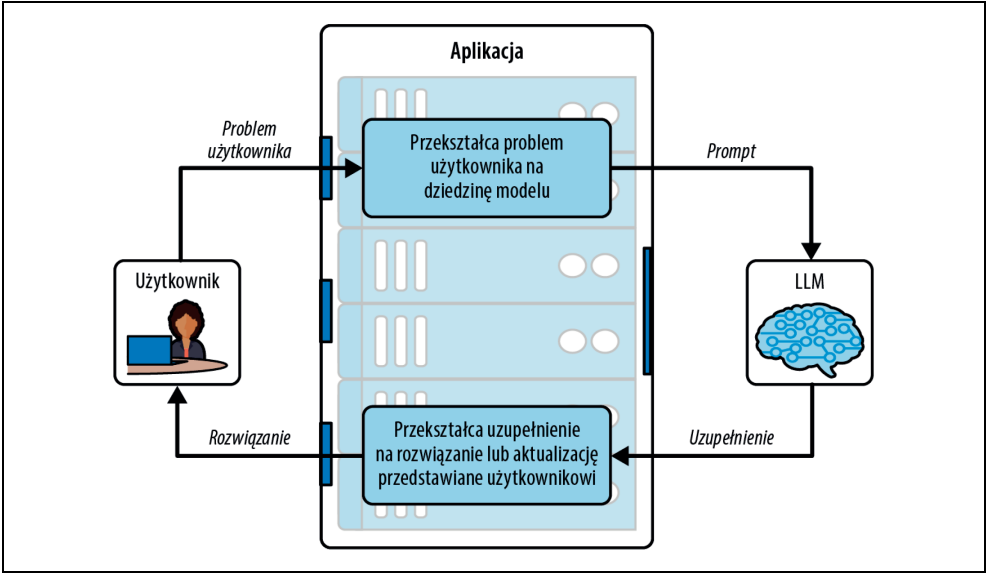 Aplikacja
Problem
użytkownika
Przekształca problem
użytkownika na
dziedzinę modelu
Prompt
Użytkownik
LLM
Rozwiązanie
Przekształca uzupełnienie
na rozwiązanie lub aktualizację
przedstawiane użytkownikowi
Uzupełnienie